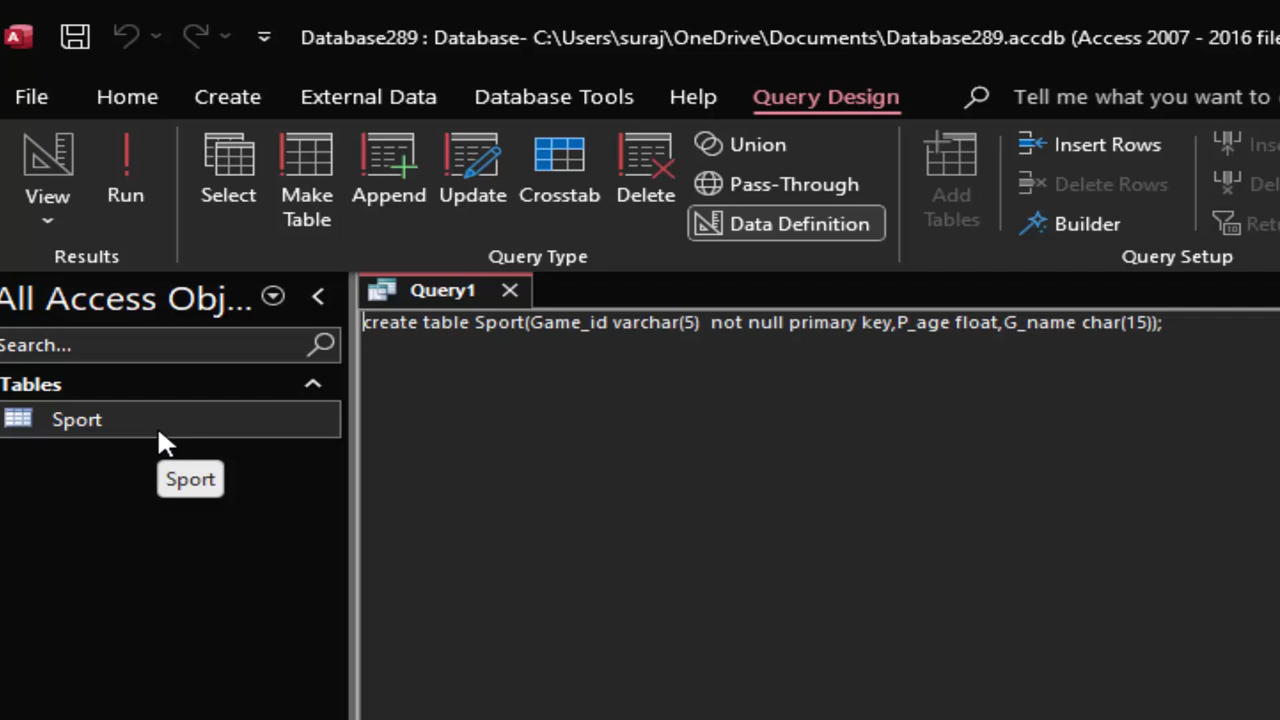 Database289 : Database- C:\Users\suraj\OneDrive\Documents\Database289.accdb (Access 2007 - 2016 file
File Home Create External Data Database Tools Help Query Design Tell me what you want to
View Run Select Make Table Append Update Crosstab Delete
Union
Pass-Through
Data Definition
Add Tables
Insert Rows
Delete Rows
Builder
Results Query Type Query Setup
All Access Obj...
Query1
create table Sport(Game_id varchar(5)  not null primary key,P_age float,G_name char(15));
Search...
Tables
Sport
Sport